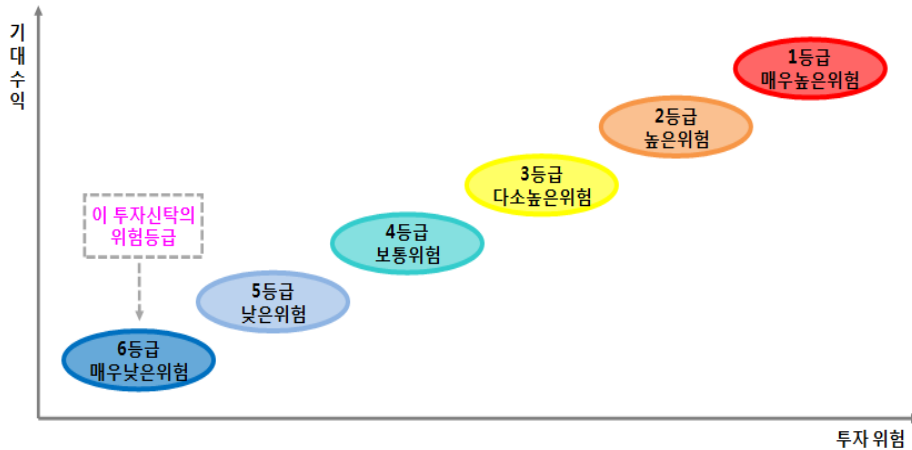 기
대
수
익
1등급
매우높은위험
2등급
높은위험
3등급
다소높은위험
이 투자신탁의
위험등급
4등급
보통위험
5등급
낮은위험
6등급
매우낮은위험
투자 위험